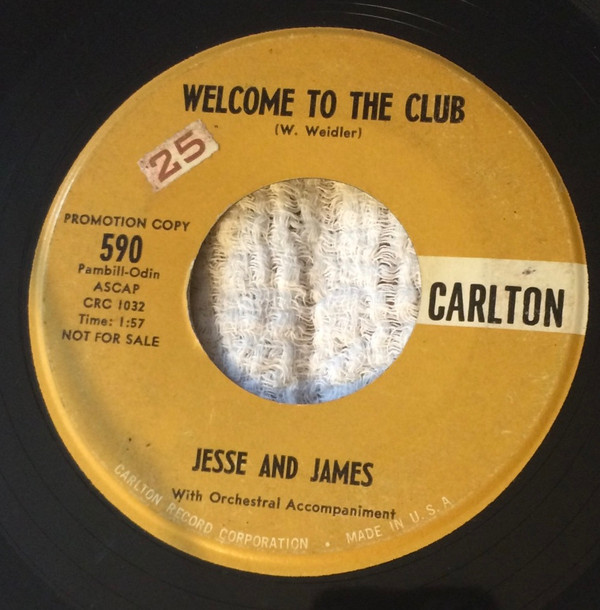 WELCOME TO THE CLUB
(W. Weidler)
25
PROMOTION COPY
590
Pambill-Odin
ASCAP
CRC 1032
Time: 1:57
NOT FOR SALE
CARLTON
JESSE AND JAMES
With Orchestral Accompaniment
CARLTON RECORD CORPORATION • MADE IN U.S.A